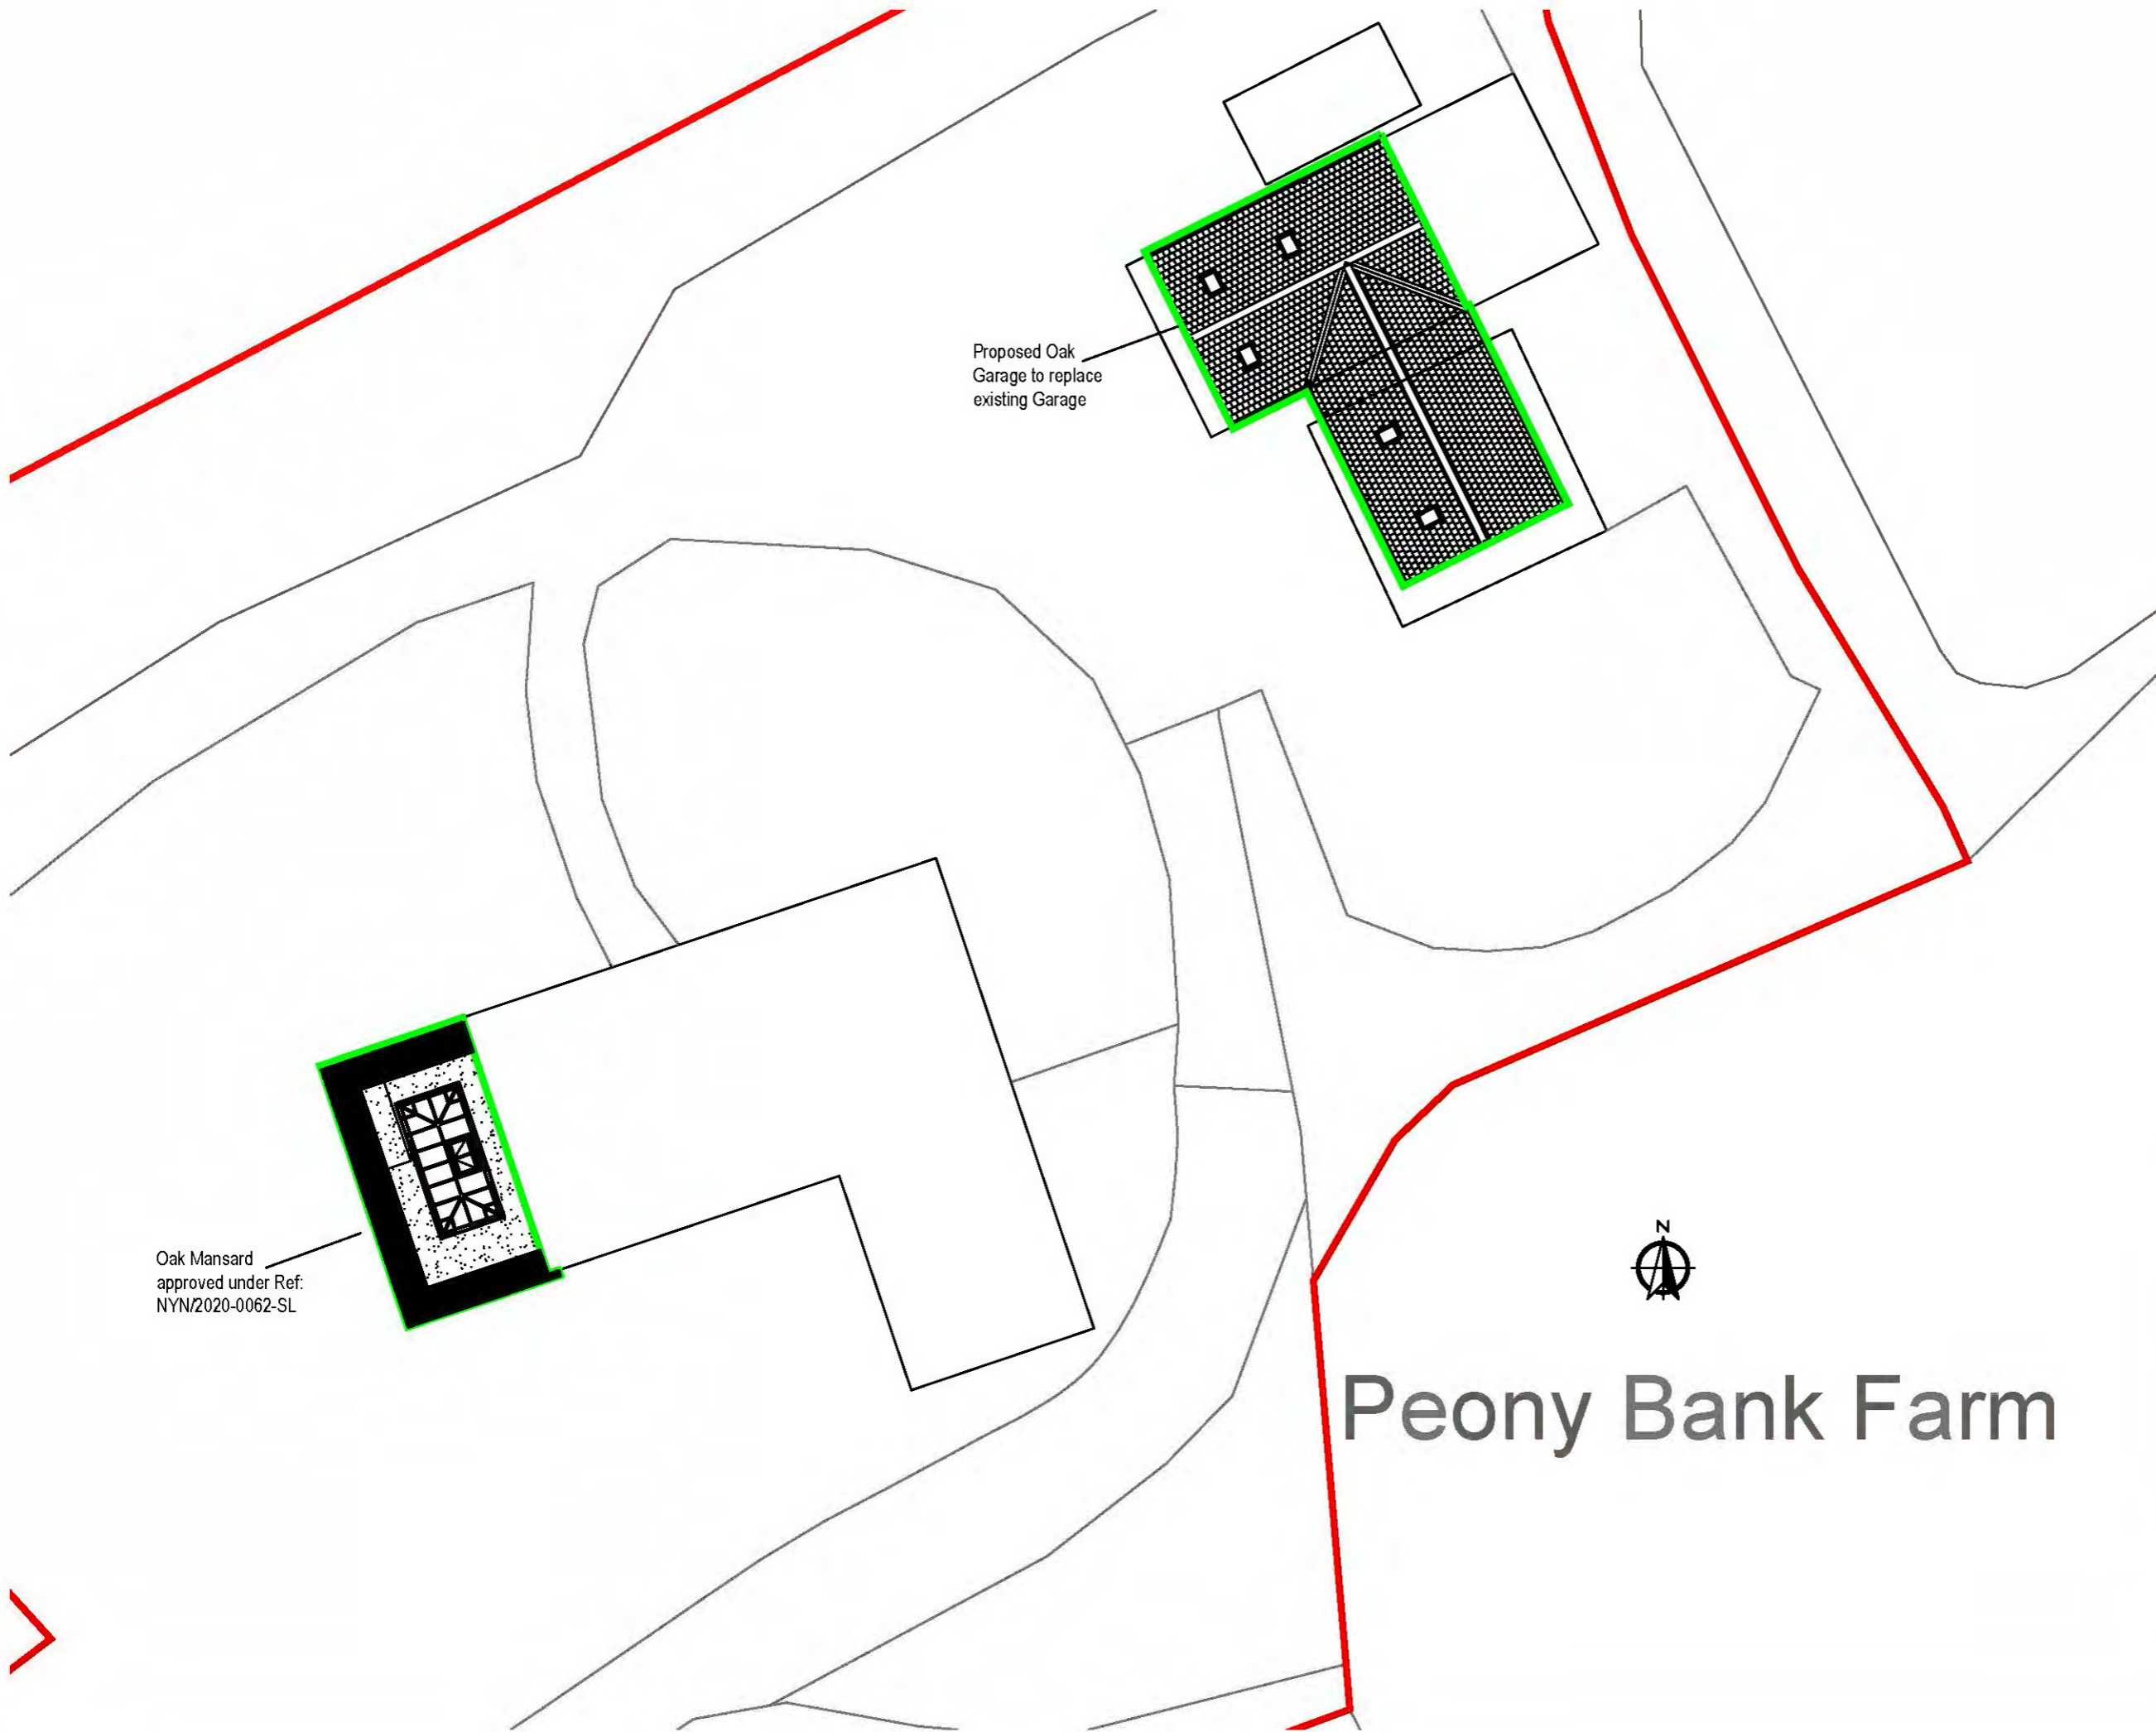 Proposed Oak
Garage to replace
existing Garage
Oak Mansard
approved under Ref:
NYN/2020-0062-SL
N
Peony Bank Farm